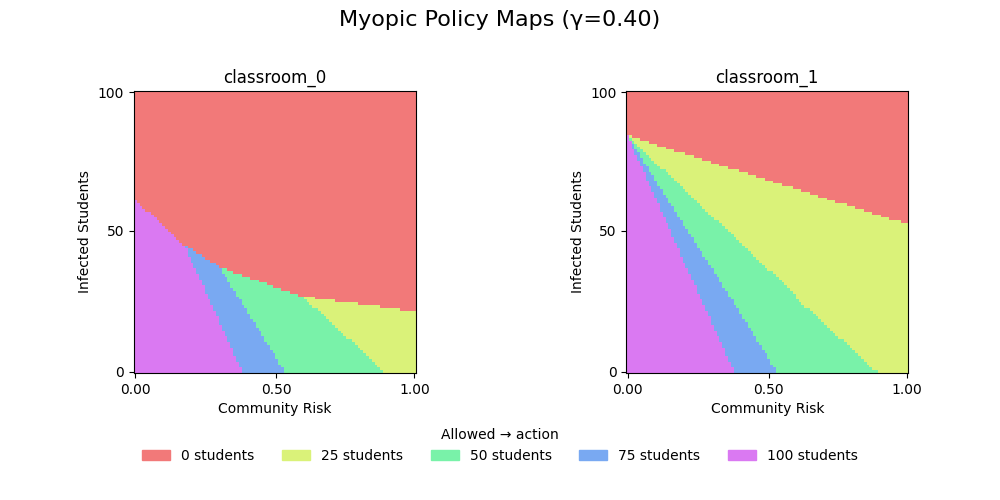 Myopic Policy Maps (γ=0.40)
classroom_0
classroom_1
100
50
0
Infected Students
0.00 0.50 1.00
Community Risk
100
50
0
Infected Students
0.00 0.50 1.00
Community Risk
Allowed → action
0 students 25 students 50 students 75 students 100 students